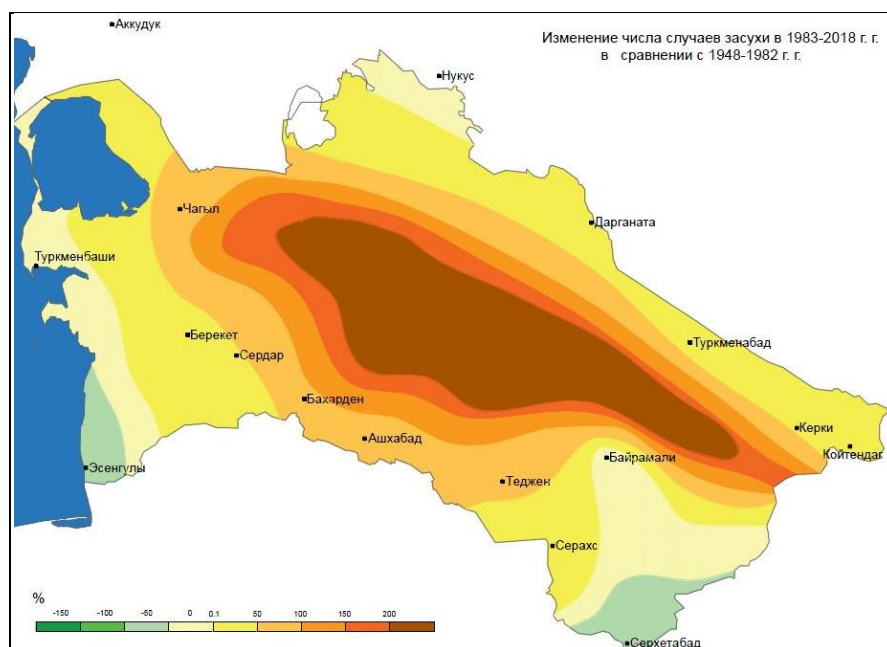 Аккудук
Изменение числа случаев засухи в 1983-2018 г. г.
в сравнении с 1948-1982 г. г.
Нукус
Чагыл
Дарганата
Туркменбаши
Берекет
Туркменабад
Сердар
Бахарден
Керки
Ашхабад
Койтендаг
Байрамали
Эсенгулы
Теджен
Серахс
%
-150 -100 -50 0 0.1 50 100 150 200
Серхетабад